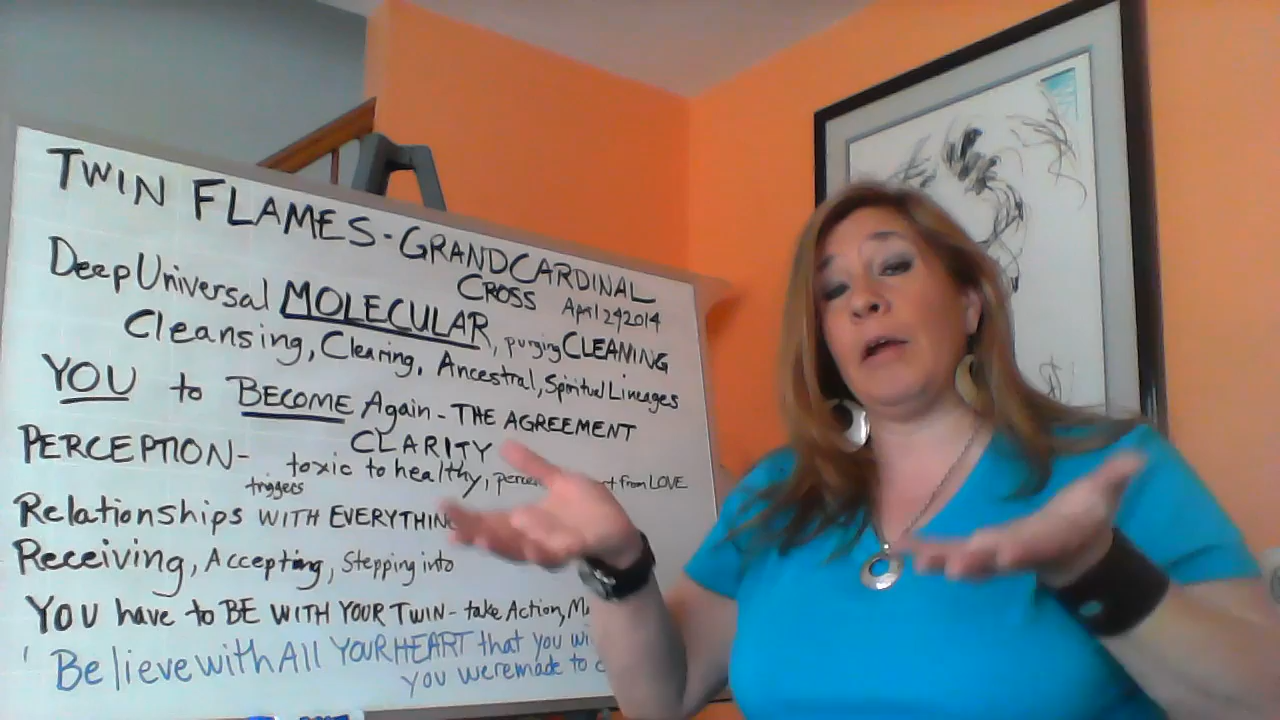 TWIN FLAMES - GRAND CARDINAL
CROSS April 29 2014
Deep Universal MOLECULAR, purging CLEANING
Cleansing, Clearing, Ancestral, Spiritual Lineages
YOU to BECOME Again - THE AGREEMENT
CLARITY
PERCEPTION - toxic to healthy, from LOVE
triggers
Relationships WITH EVERYTHING
Receiving, Accepting, Stepping into
YOU have to BE WITH YOUR TWIN - take Action,
Believe with All YOUR HEART that you
you were made to